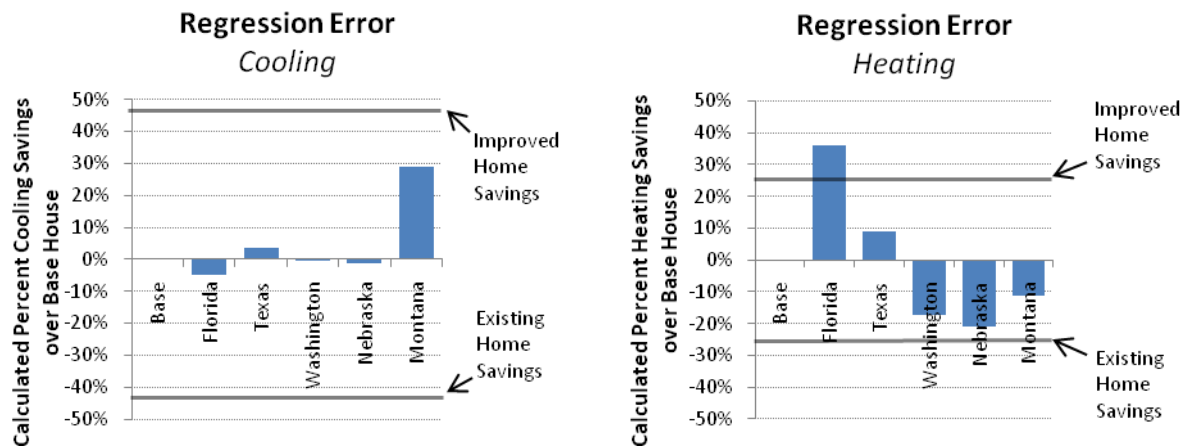 Regression Error
Cooling
Calculated Percent Cooling Savings
over Base House
50%
40%
30%
20%
10%
0%
-10%
-20%
-30%
-40%
-50%
Base
Florida
Texas
Washington
Nebraska
Montana
Improved
Home
Savings
Existing
Home
Savings
Regression Error
Heating
Calculated Percent Heating Savings
over Base House
50%
40%
30%
20%
10%
0%
-10%
-20%
-30%
-40%
-50%
Base
Florida
Texas
Washington
Nebraska
Montana
Improved
Home
Savings
Existing
Home
Savings